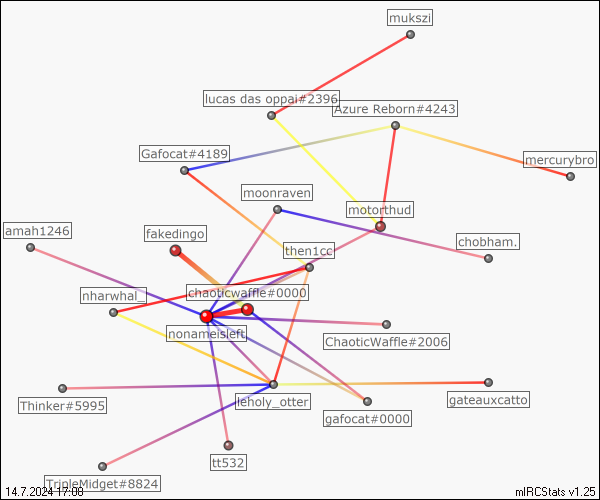 mukszi
lucas das oppai#2396
Azure Reborn#4243
Gafocat#4189
mercurybro
moonraven
motorthud
amah1246
fakedingo
chobham.
then1cc
nharwhal_
chaoticwaffle#0000
nonameisleft
ChaoticWaffle#2006
Thinker#5995
leholy_otter
gateauxcatto
gafocat#0000
tt532
TripleMidget#8824
14.7.2024 17:08
mIRCStats v1.25